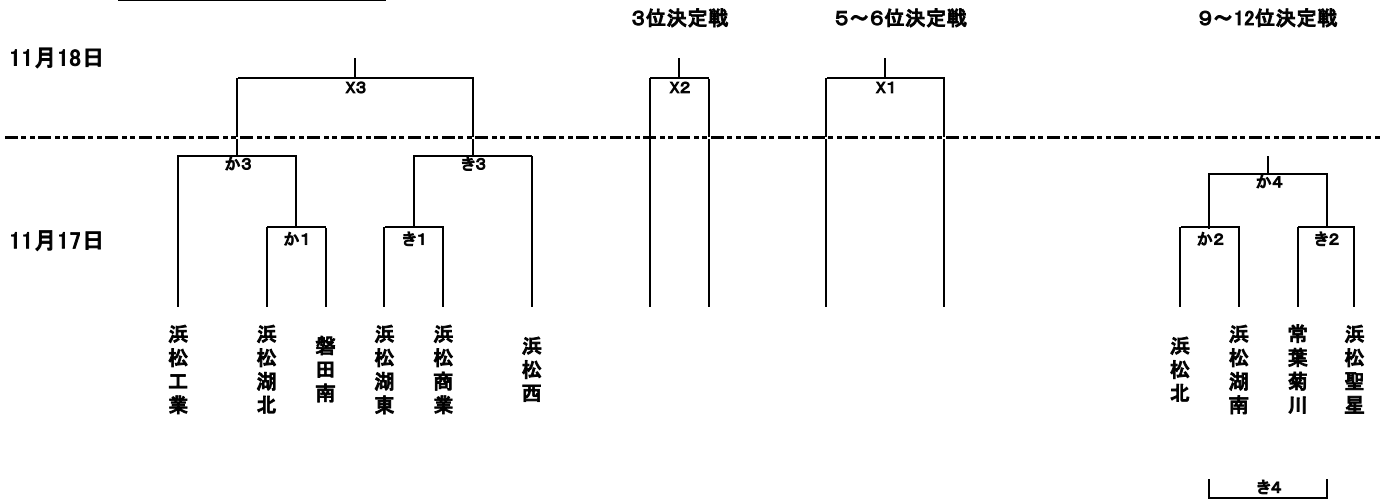 3位決定戦
5～6位決定戦
9～12位決定戦
11月18日
X3
X2
X1
か3
き3
か4
11月17日
か1
き1
か2
き2
浜松工業
浜松湖北
磐田南
浜松湖東
浜松商業
浜松西
浜松北
浜松湖南
常葉菊川
浜松聖星
き4